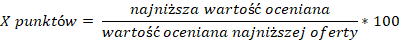 X punktów = najniższa wartość oceniana / wartość oceniana najniższej oferty * 100